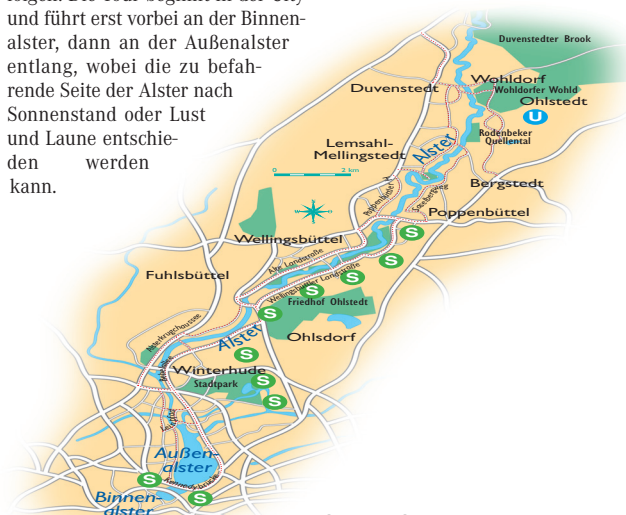 und führt erst vorbei an der Binnen-
alster, dann an der Außenalster
entlang, wobei die zu befah-
rende Seite der Alster nach
Sonnenstand oder Lust
und Laune entschie-
den werden
kann.
Duvenstedter Brook
Wohldorf
Wohldorfer Wohld
Ohlstedt
U
Duvenstedt
Rodenbeker
Quellental
Lemsahl-
Mellingstedt
Alster
0 2 km
Bergstedt
Poppenbüttel
Wellingsbüttel
S
Alte Landstraße
S
Fuhlsbüttel
Wellingsbüttler Landstraße
S
S
Friedhof Ohlstedt
S
Alster
Ohlsdorf
S
Winterhude
Stadtpark
S
S
Außen-
alster
Kennedybrücke
S
S
Binnen-
alster